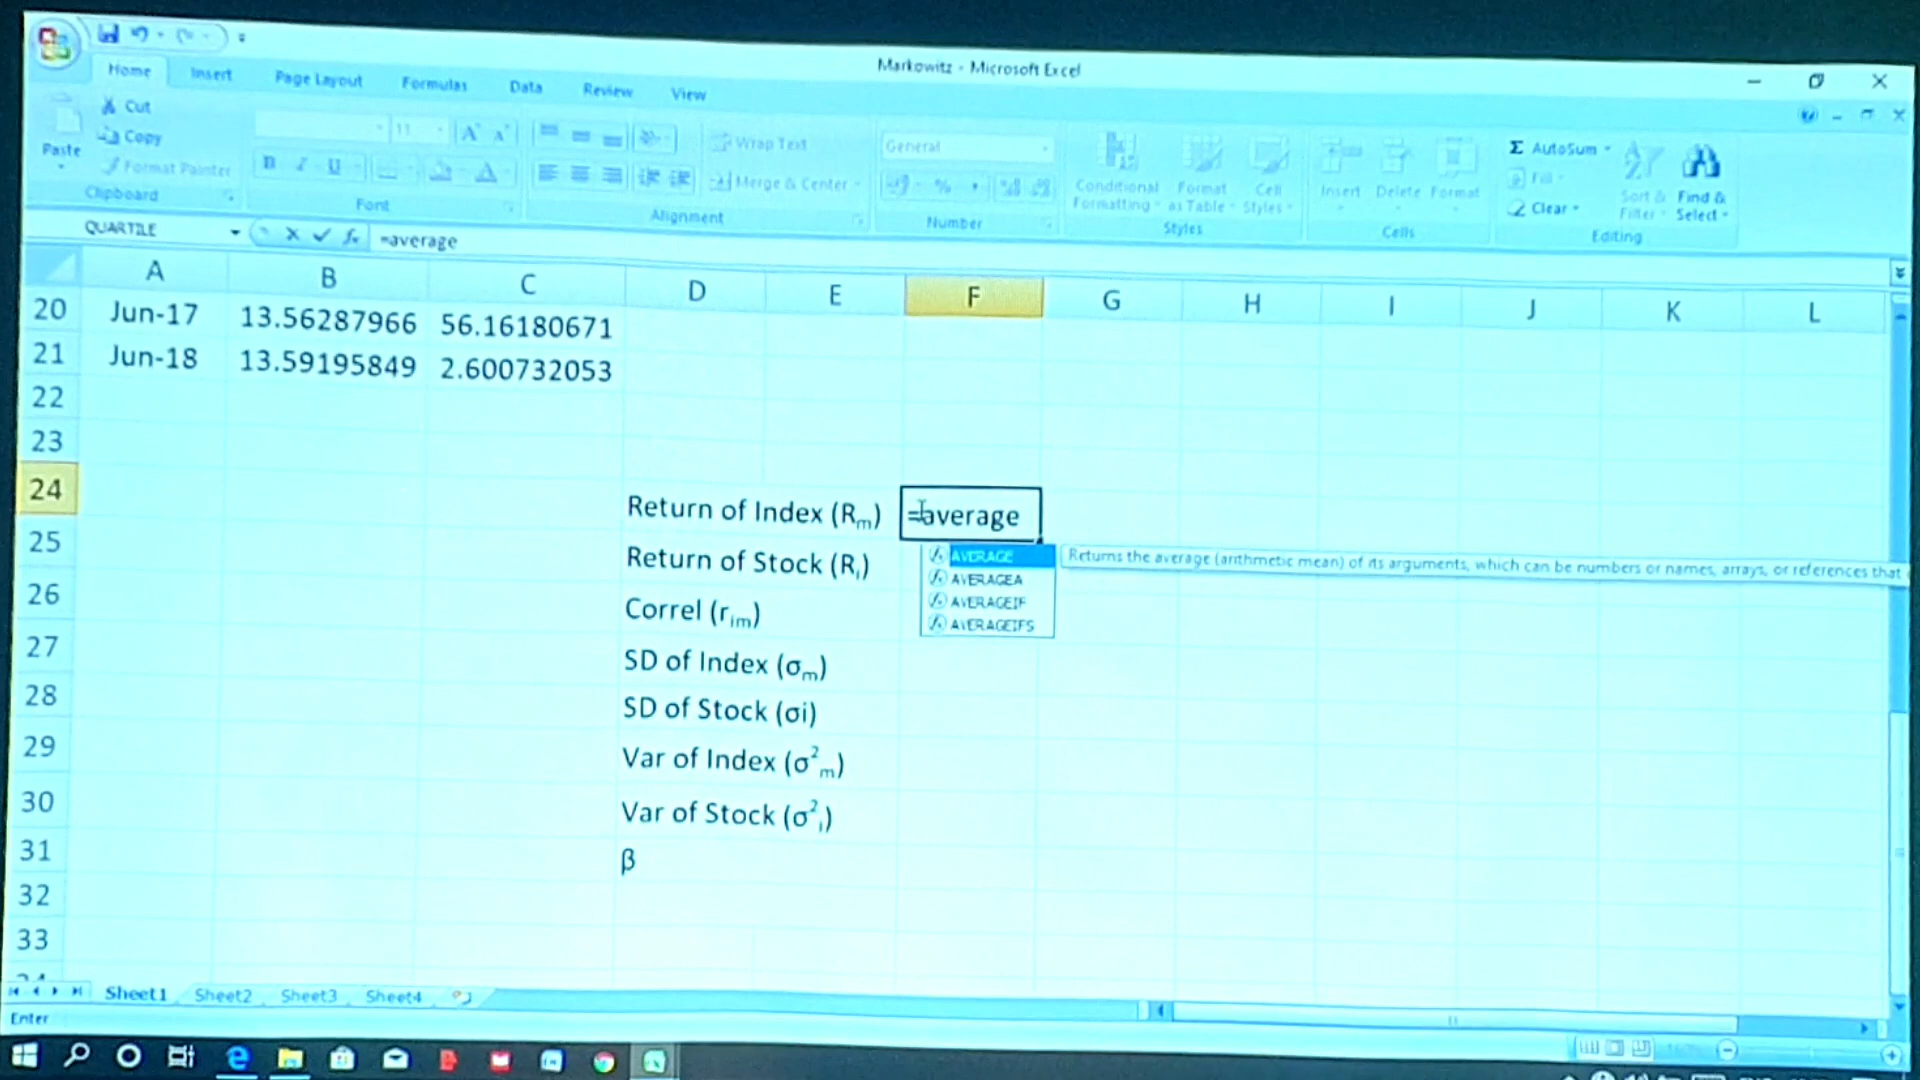 Markowitz - Microsoft Excel
Home Insert Page Layout Formulas Data Review View
Cut
Copy
Format Painter
Paste
Clipboard
11
Font
Wrap Text
Merge & Center
Alignment
General
Number
Conditional Formatting
Format as Table
Cell Styles
Styles
Insert Delete Format
Cells
Σ AutoSum
Fill
Clear
Sort & Filter
Find & Select
Editing
QUARTILE =average
A B C D E F G H I J K L
20 Jun-17 13.56287966 56.16180671
21 Jun-18 13.59195849 2.600732053
22
23
24 Return of Index (Rm) =average
AVERAGE Returns the average (arithmetic mean) of its arguments, which can be numbers or names, arrays, or references that
AVERAGEA
AVERAGEIF
AVERAGEIFS
25 Return of Stock (Ri)
26 Correl (rim)
27 SD of Index (σm)
28 SD of Stock (σi)
29 Var of Index (σ²m)
30 Var of Stock (σ²i)
31 β
32
33
Sheet1 Sheet2 Sheet3 Sheet4
Enter